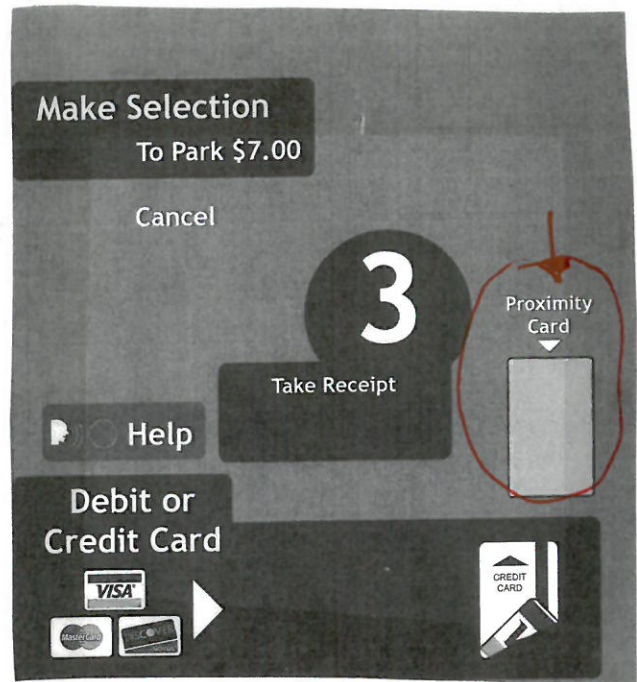 Make Selection
To Park $7.00
Cancel
3
Proximity
Card
Take Receipt
Help
Debit or
Credit Card
VISA
MasterCard
DISCOVER
CREDIT
CARD